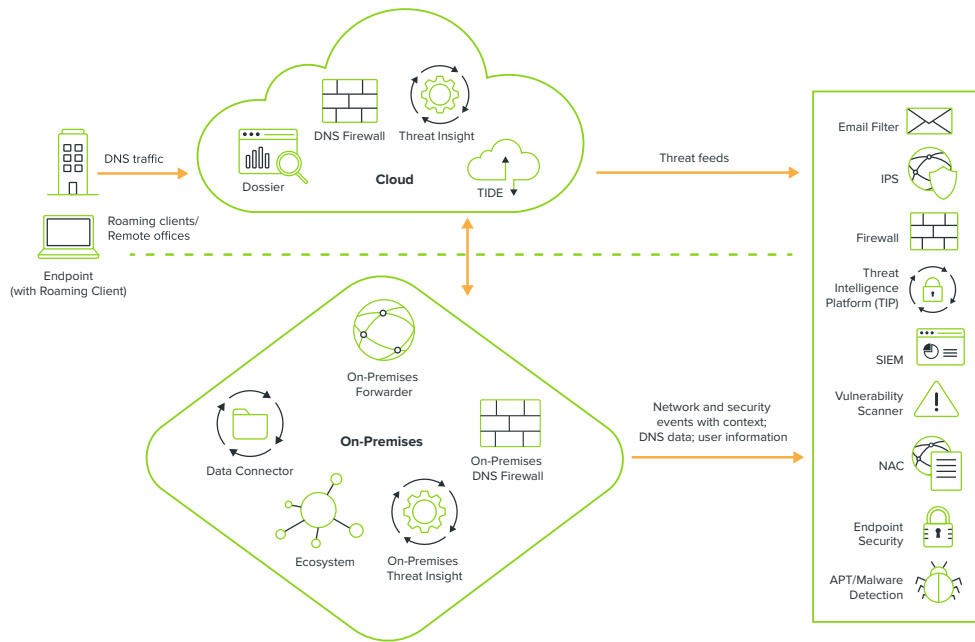 DNS traffic
Roaming clients/
Remote offices
Endpoint
(with Roaming Client)
DNS Firewall
Threat Insight
Dossier
Cloud
TIDE
Threat feeds
On-Premises
Forwarder
Data Connector
On-Premises
On-Premises
DNS Firewall
Ecosystem
On-Premises
Threat Insight
Network and security
events with context;
DNS data; user information
Email Filter
IPS
Firewall
Threat
Intelligence
Platform (TIP)
SIEM
Vulnerability
Scanner
NAC
Endpoint
Security
APT/Malware
Detection